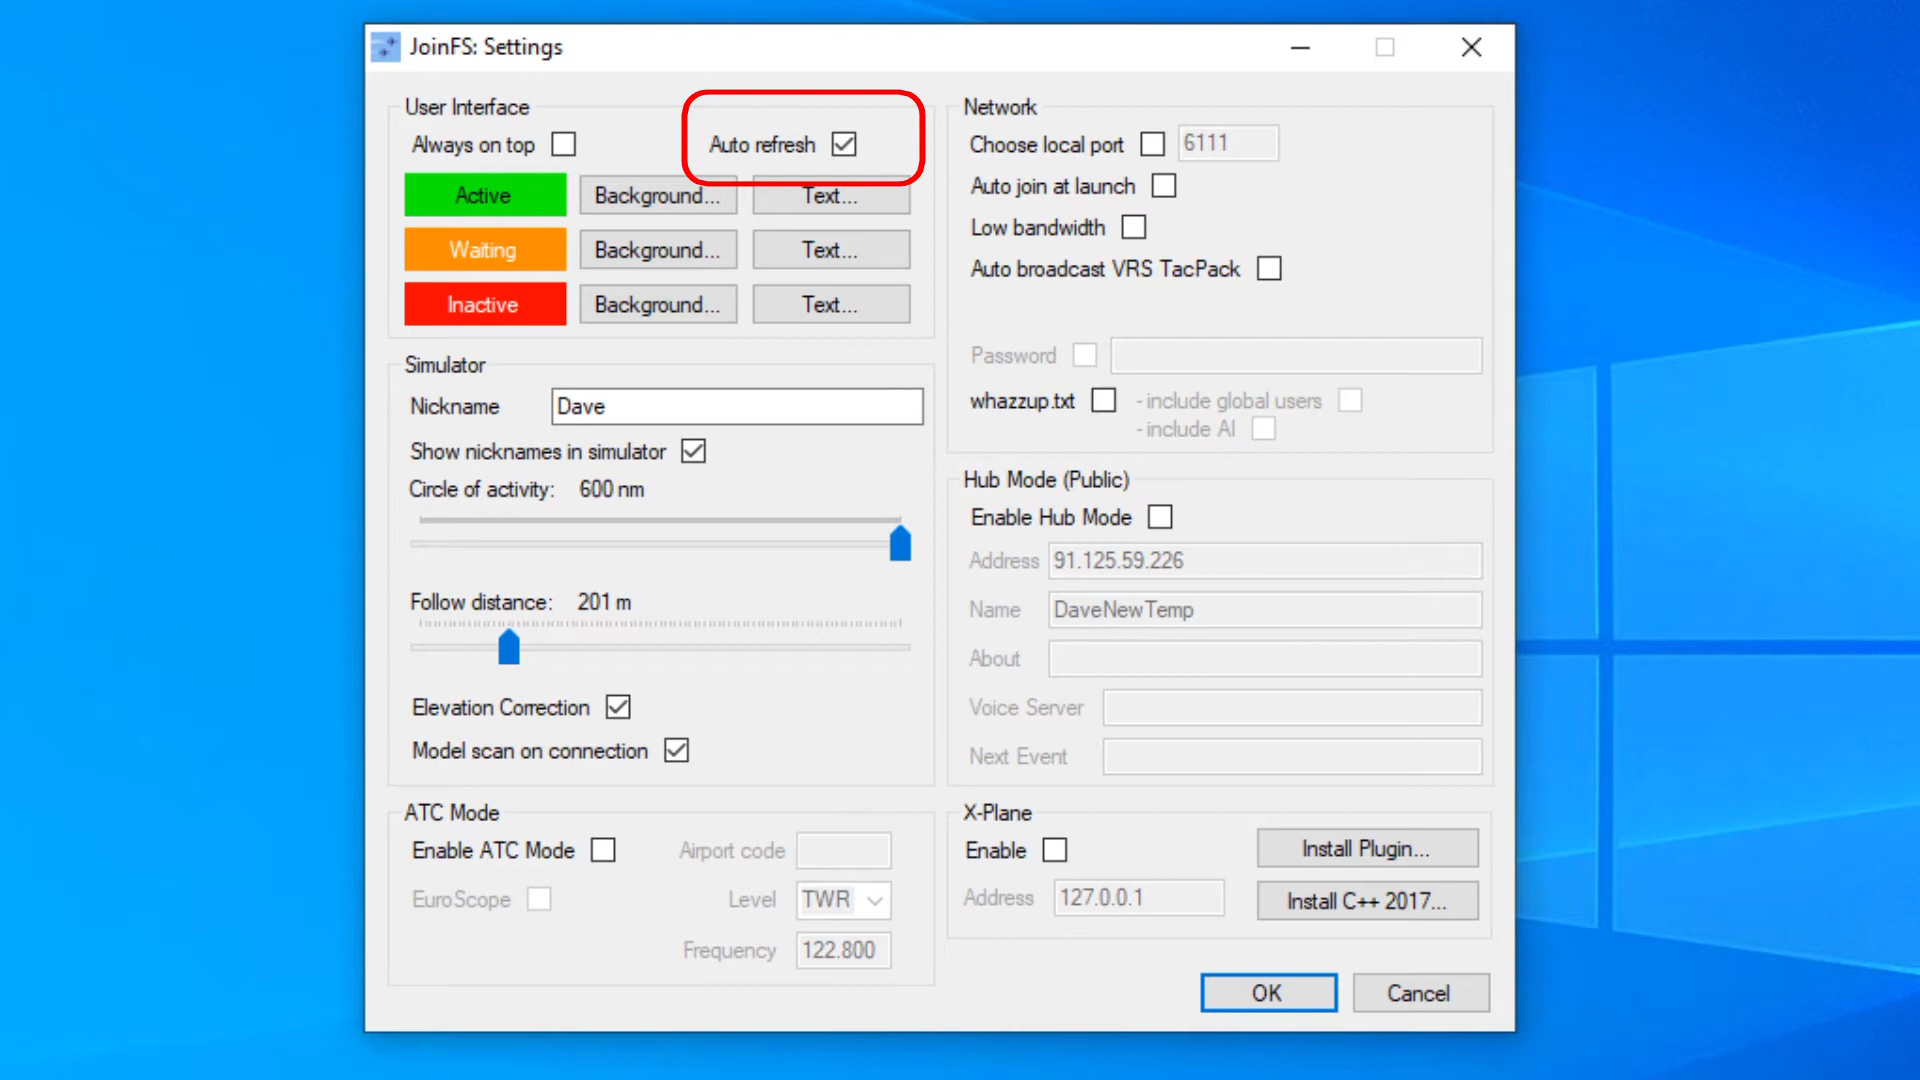 JoinFS: Settings
User Interface
Always on top
Auto refresh
Active
Background...
Text...
Waiting
Background...
Text...
Inactive
Background...
Text...
Simulator
Nickname
Dave
Show nicknames in simulator
Circle of activity: 600 nm
Follow distance: 201 m
Elevation Correction
Model scan on connection
ATC Mode
Enable ATC Mode
Airport code
EuroScope
Level
TWR
Frequency
122.800
Network
Choose local port
6111
Auto join at launch
Low bandwidth
Auto broadcast VRS TacPack
Password
whazzup.txt
- include global users
- include AI
Hub Mode (Public)
Enable Hub Mode
Address
91.125.59.226
Name
DaveNewTemp
About
Voice Server
Next Event
X-Plane
Enable
Install Plugin...
Address
127.0.0.1
Install C++ 2017...
OK
Cancel